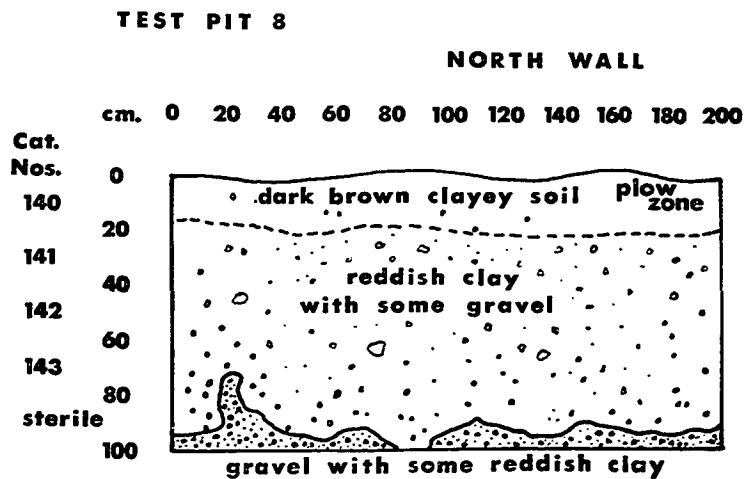 TEST PIT 8
NORTH WALL
cm. 0 20 40 60 80 100 120 140 160 180 200
Cat.
Nos.
0
140
dark brown clayey soil
plow
zone
20
141
reddish clay
40
with some gravel
142
60
143
80
sterile
100
gravel with some reddish clay